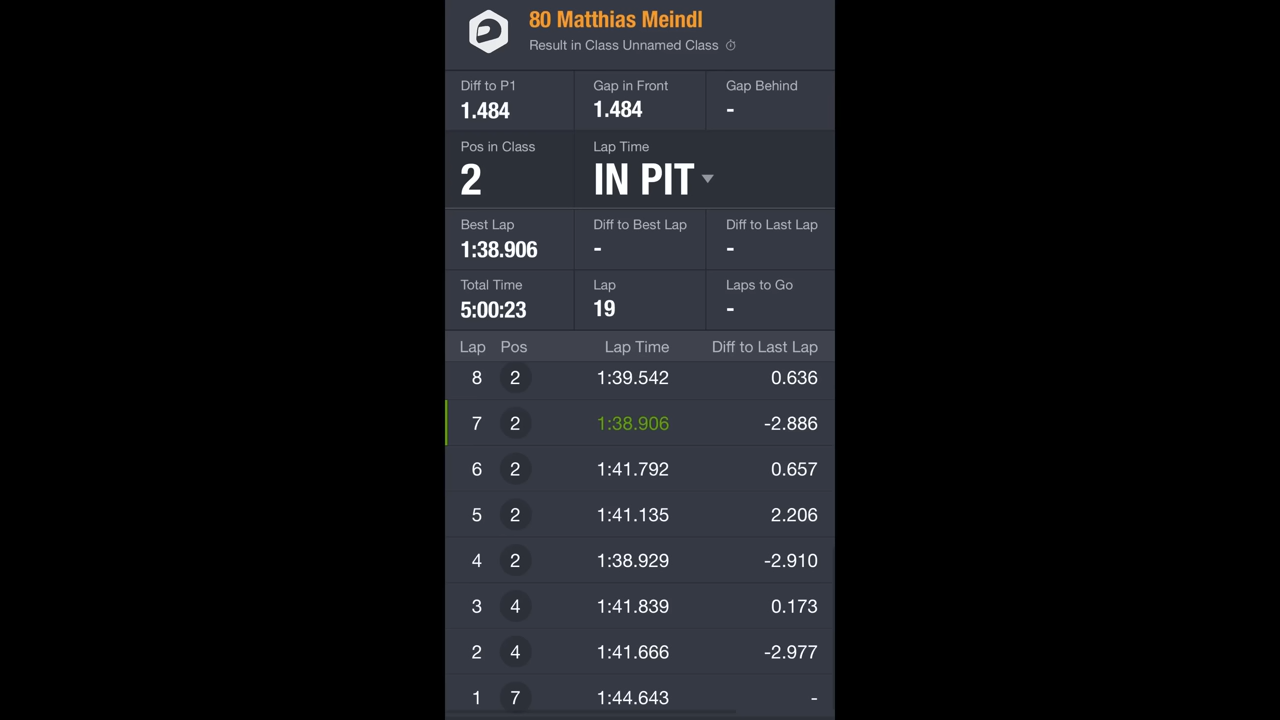 80 Matthias Meindl
Result in Class Unnamed Class
Diff to P1 Gap in Front Gap Behind
1.484 1.484 -
Pos in Class Lap Time
2 IN PIT
Best Lap Diff to Best Lap Diff to Last Lap
1:38.906 - -
Total Time Lap Laps to Go
5:00:23 19 -
Lap Pos Lap Time Diff to Last Lap
8 2 1:39.542 0.636
7 2 1:38.906 -2.886
6 2 1:41.792 0.657
5 2 1:41.135 2.206
4 2 1:38.929 -2.910
3 4 1:41.839 0.173
2 4 1:41.666 -2.977
1 7 1:44.643 -